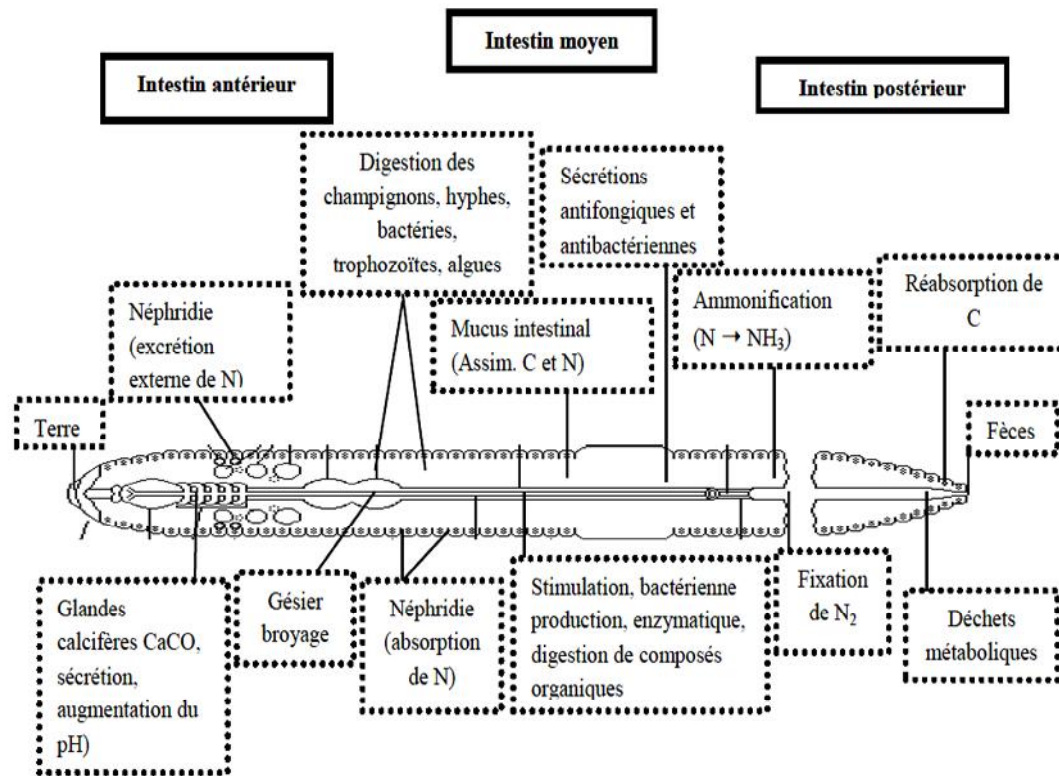 Intestin moyen
Intestin antérieur
Intestin postérieur
Digestion des
champignons, hyphes,
bactéries,
trophozoïtes, algues
Sécrétions
antifongiques et
antibactériennes
Néphridie
(excrétion
externe de N)
Mucus intestinal
(Assim. C et N)
Ammonification
(N → NH₃)
Réabsorption de
C
Terre
Fèces
Glandes
calcifères CaCO,
sécrétion,
augmentation du
pH)
Gésier
broyage
Néphridie
(absorption
de N)
Stimulation, bactérienne
production, enzymatique,
digestion de composés
organiques
Fixation
de N₂
Déchets
métaboliques